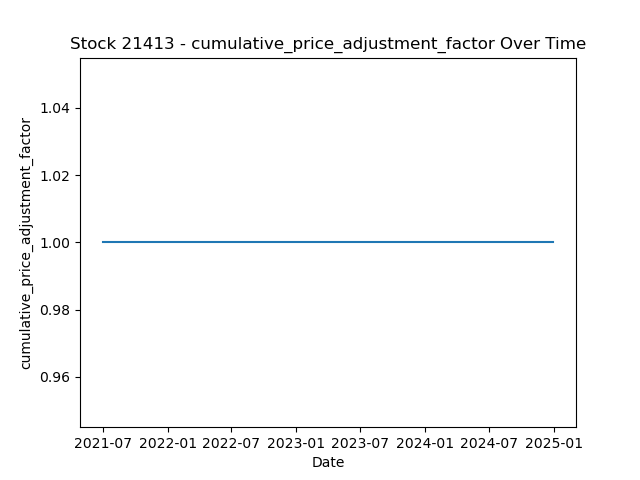 Stock 21413 - cumulative_price_adjustment_factor Over Time
cumulative_price_adjustment_factor
1.04
1.02
1.00
0.98
0.96
2021-07 2022-01 2022-07 2023-01 2023-07 2024-01 2024-07 2025-01
Date